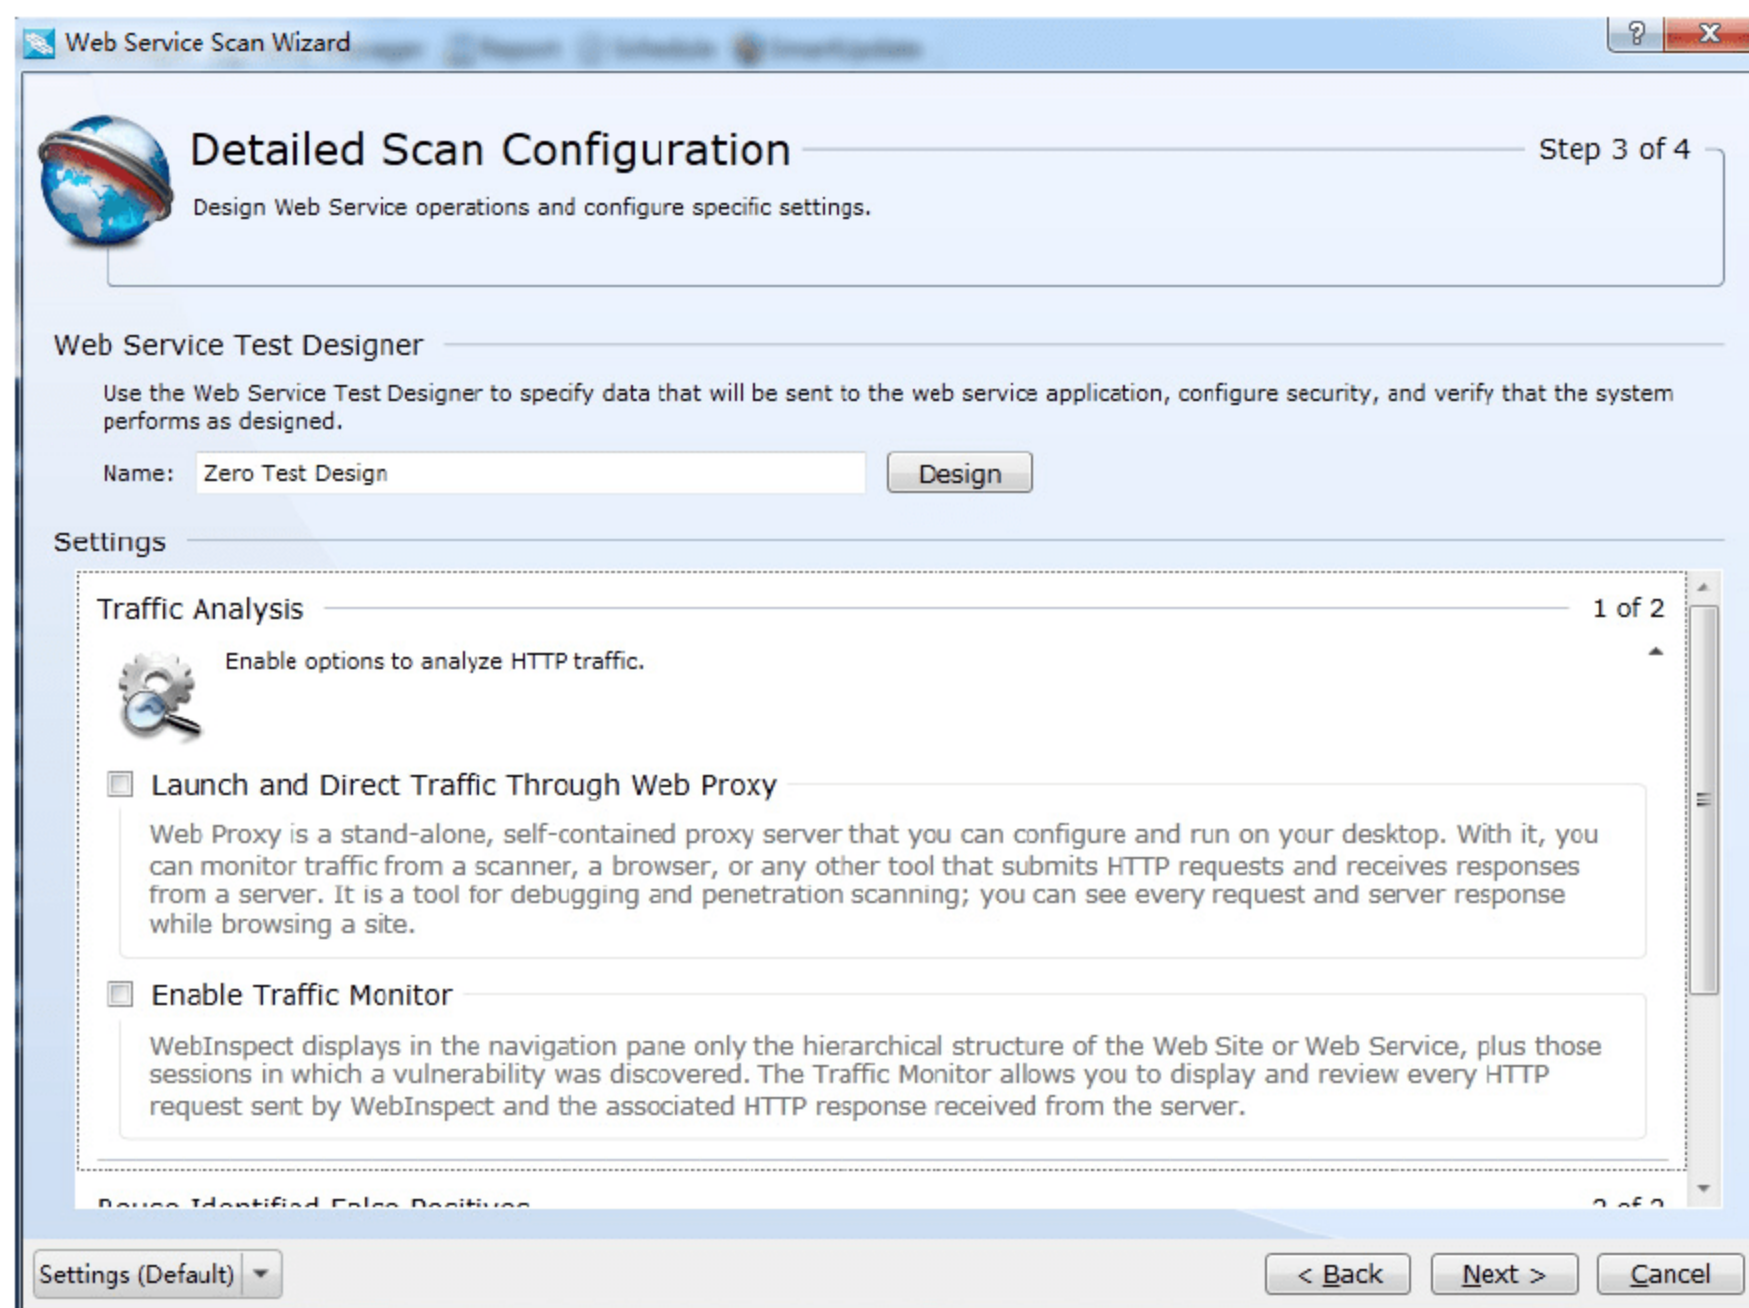 Web Service Scan Wizard
Report Schedule SmartUpdate
?
Detailed Scan Configuration
Step 3 of 4
Design Web Service operations and configure specific settings.
Web Service Test Designer
Use the Web Service Test Designer to specify data that will be sent to the web service application, configure security, and verify that the system
performs as designed.
Name: Zero Test Design Design
Settings
Traffic Analysis 1 of 2
Enable options to analyze HTTP traffic.
Launch and Direct Traffic Through Web Proxy
Web Proxy is a stand-alone, self-contained proxy server that you can configure and run on your desktop. With it, you
can monitor traffic from a scanner, a browser, or any other tool that submits HTTP requests and receives responses
from a server. It is a tool for debugging and penetration scanning; you can see every request and server response
while browsing a site.
Enable Traffic Monitor
WebInspect displays in the navigation pane only the hierarchical structure of the Web Site or Web Service, plus those
sessions in which a vulnerability was discovered. The Traffic Monitor allows you to display and review every HTTP
request sent by WebInspect and the associated HTTP response received from the server.
Reuse Identified False Positives 2 of 2
Settings (Default) < Back Next > Cancel